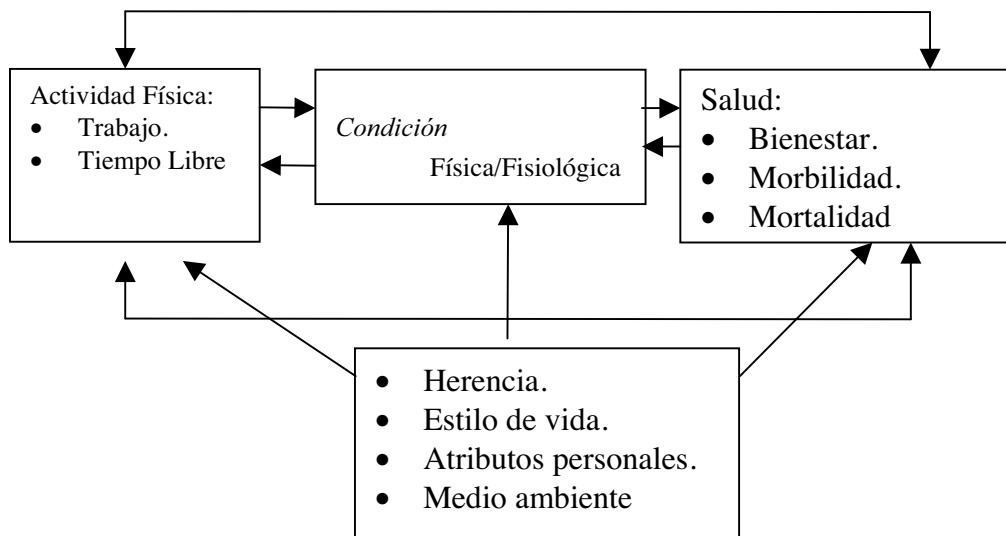 Actividad Física:
• Trabajo.
• Tiempo Libre
Condición
Física/Fisiológica
Salud:
• Bienestar.
• Morbilidad.
• Mortalidad
• Herencia.
• Estilo de vida.
• Atributos personales.
• Medio ambiente